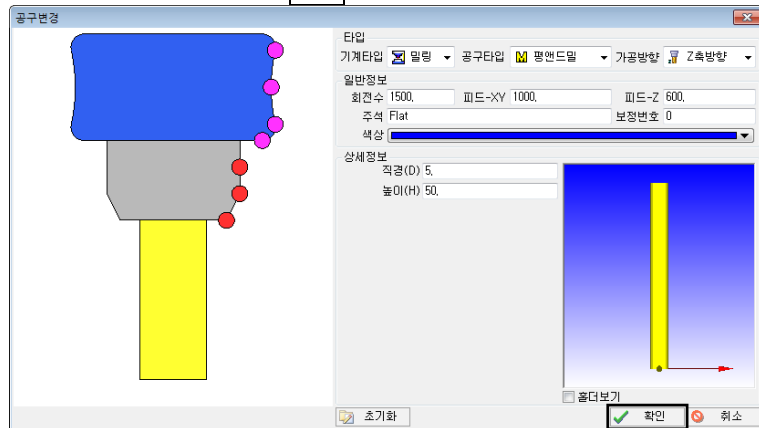 공구변경
타입
기계타입 밀링 공구타입 평앤드밀 가공방향 Z축방향
일반정보
회전수 1500. 피드-XY 1000. 피드-Z 600.
주석 Flat 보정번호 0
색상
상세정보
직경(D) 5.
높이(H) 50.
홀더보기
초기화 확인 취소